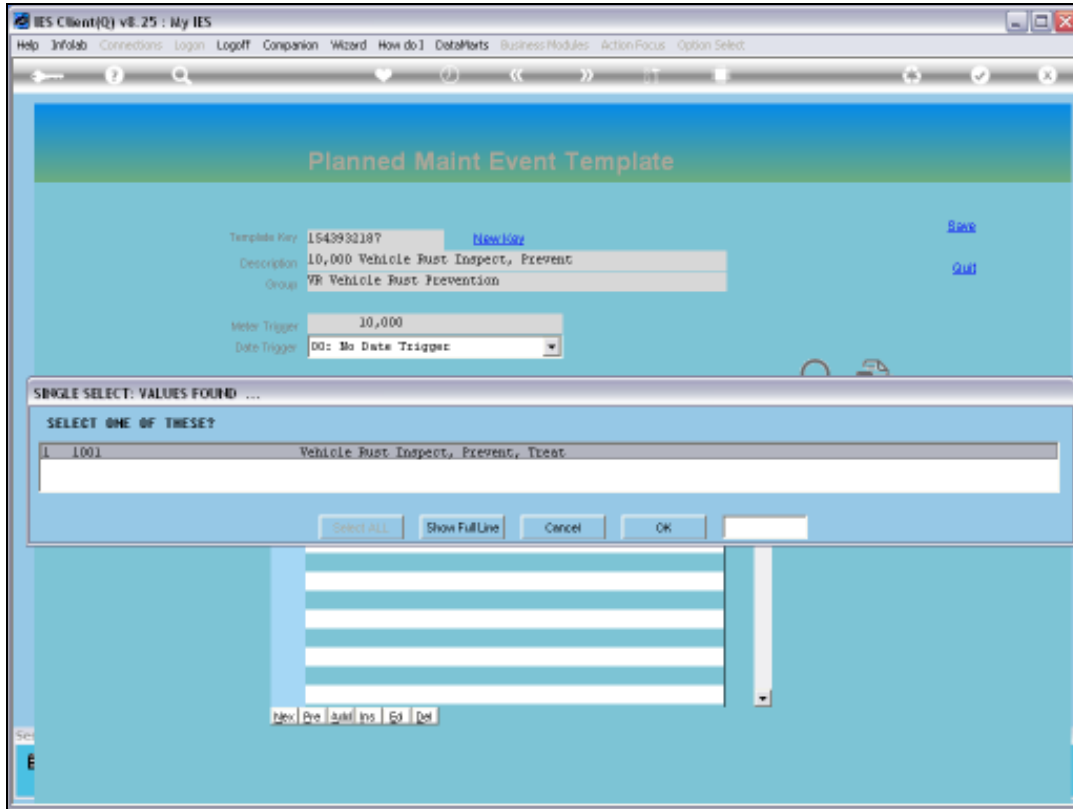 IES Client(Q) v8.25 : My IES
Help Infolab Connections Logon Logoff Companion Wizard How do I DataMarts Business Modules Action Focus Option Select
Planned Maint Event Template
Template Key 1543932187 New Key Save
Description 10,000 Vehicle Rust Inspect, Prevent
Quit
Group VR Vehicle Rust Prevention
Meter Trigger 10,000
Date Trigger 00: No Date Trigger
SINGLE SELECT: VALUES FOUND ...
SELECT ONE OF THESE?
1 1001 Vehicle Rust Inspect, Prevent, Treat
Select ALL Show Full Line Cancel OK
Nex Pre Add Ins Ed Del